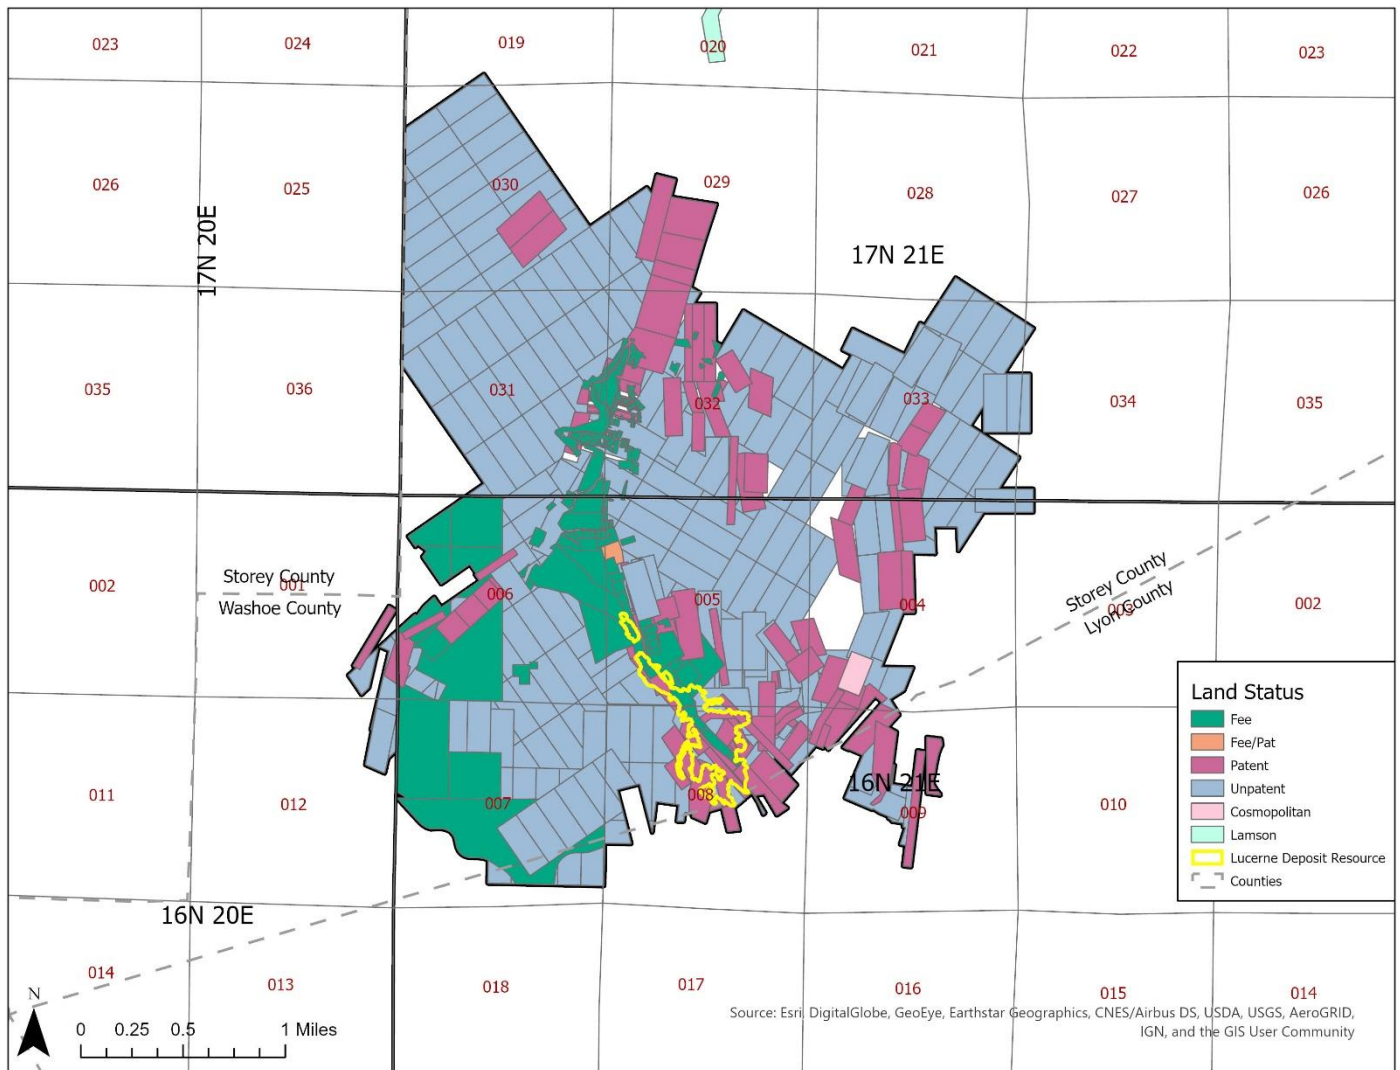 023
024
019
020
021
022
023
026
025
030
029
028
027
026
17N 20E
17N 21E
035
036
031
032
033
034
035
002
001
006
005
004
003
002
Storey County
Washoe County
Storey County
Lyon County
011
012
007
008
009
010
16N 21E
16N 20E
014
013
018
017
016
015
014
Land Status
Fee
Fee/Pat
Patent
Unpatent
Cosmopolitan
Lamson
Lucerne Deposit Resource
Counties
N
0 0.25 0.5 1 Miles
Source: Esri, DigitalGlobe, GeoEye, Earthstar Geographics, CNES/Airbus DS, USDA, USGS, AeroGRID,
IGN, and the GIS User Community